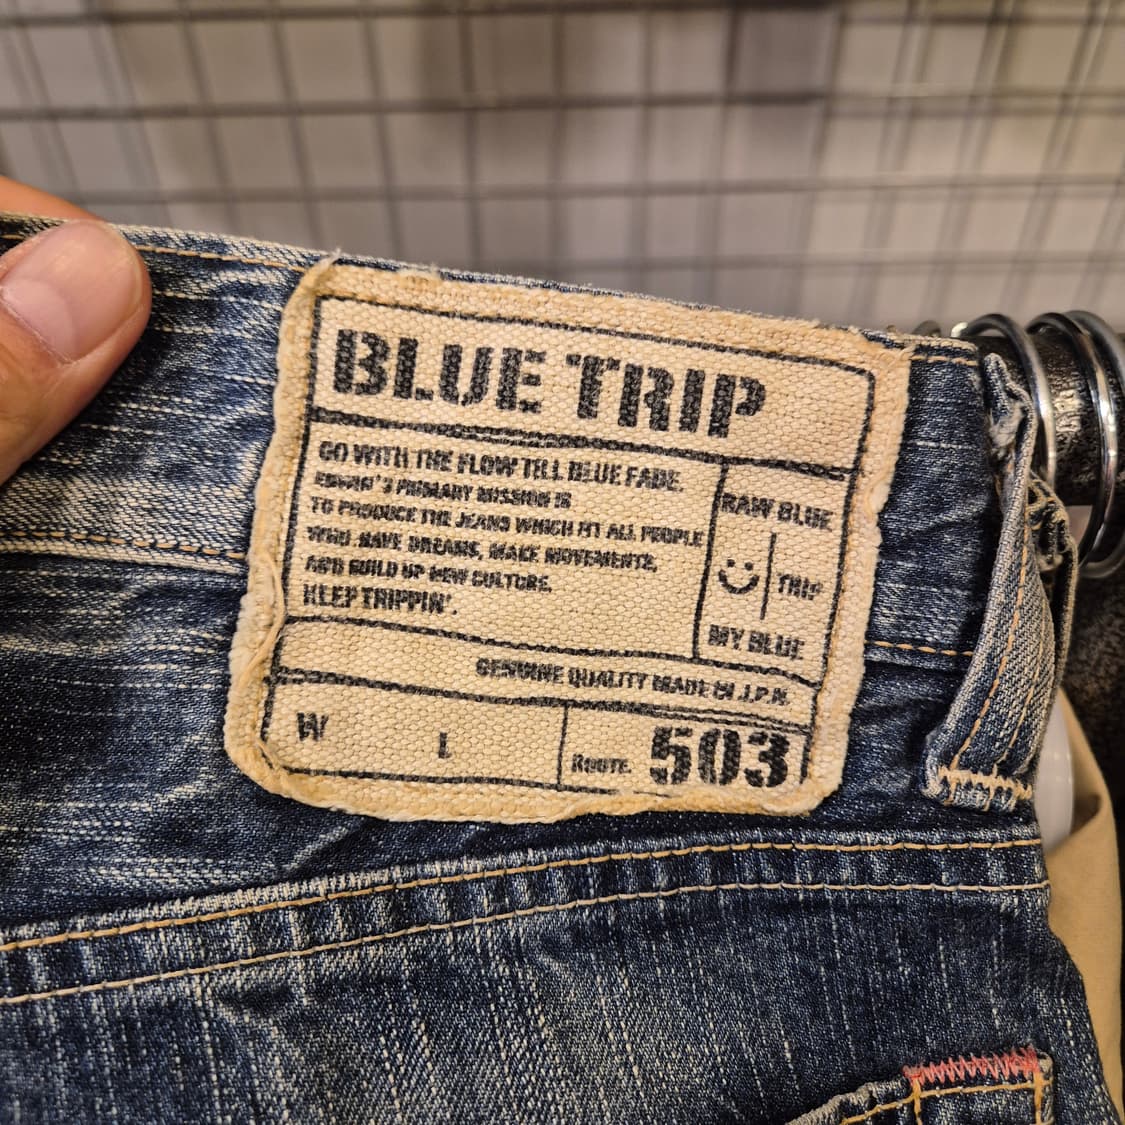 BLUE TRIP
GO WITH THE FLOW TILL BLUE FADE.
EDWIN'S PRIMARY MISSION IS
TO PRODUCE THE JEANS WHICH FIT ALL PEOPLE
WHO HAVE DREAMS, MAKE MOVEMENTS,
AND BUILD UP NEW CULTURE.
KEEP TRIPPIN'.
RAW BLUE
TRIP
MY BLUE
GENUINE QUALITY MADE IN J.P.N.
W L
ROUTE. 503